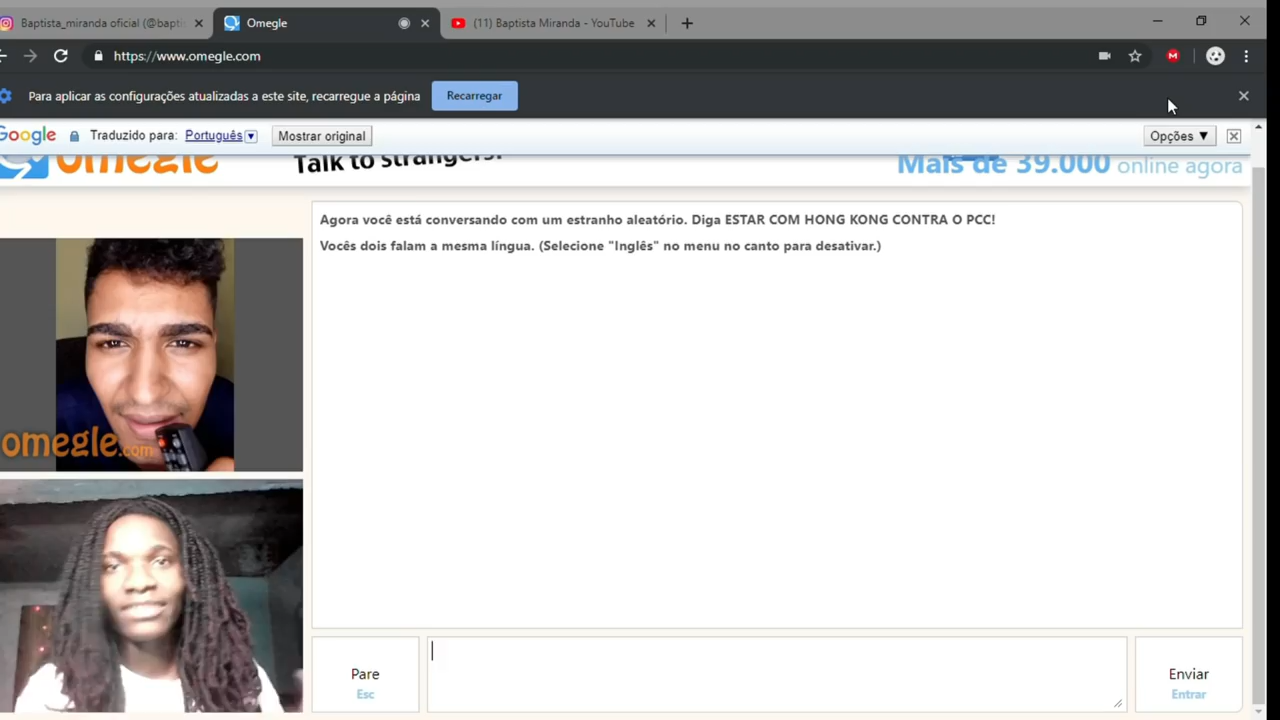 Baptista_miranda oficial (@bapti
Omegle
(11) Baptista Miranda - YouTube
https://www.omegle.com
Para aplicar as configurações atualizadas a este site, recarregue a página
Recarregar
Google
Traduzido para: Português
Mostrar original
Opções ▼
omegle
Talk to strangers!
Mais de 39.000 online agora
Agora você está conversando com um estranho aleatório. Diga ESTAR COM HONG KONG CONTRA O PCC!
Vocês dois falam a mesma língua. (Selecione "Inglês" no menu no canto para desativar.)
omegle.com
Pare
Esc
Enviar
Entrar